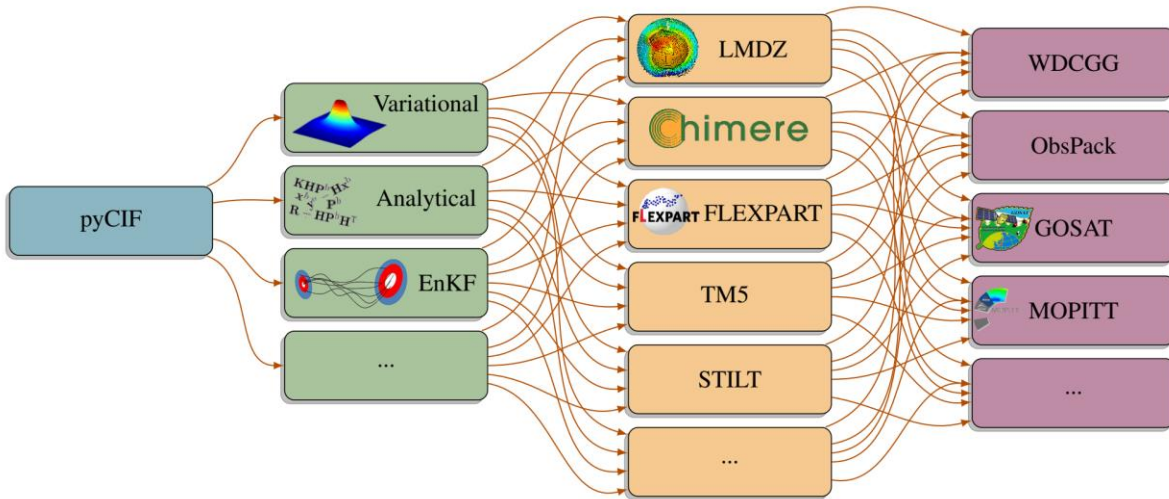 pyCIF
Variational
Analytical
EnKF
...
LMDZ
Chimere
FLEXPART FLEXPART
TM5
STILT
...
WDCGG
ObsPack
GOSAT
MOPITT
...